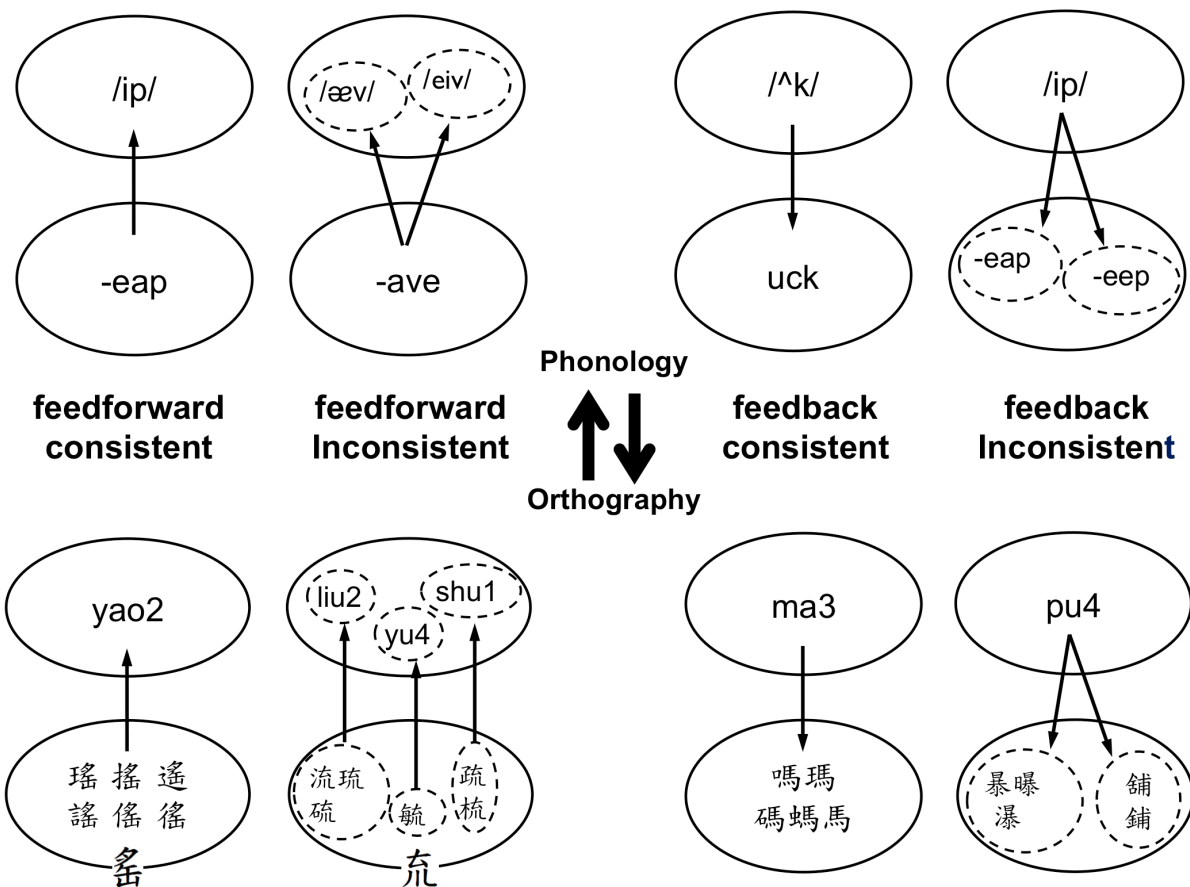 /ip/
/æv/
/eiv/
/^k/
/ip/
-eap
-ave
uck
-eap
-eep
feedforward
consistent
feedforward
Inconsistent
Phonology
Orthography
feedback
consistent
feedback
Inconsistent
yao2
liu2
yu4
shu1
ma3
pu4
瑤 搖 遙
謠 傜 徭
䍃
流琉
硫
毓
疏
梳
㐬
嗎瑪
碼螞馬
暴曝
瀑
舖
鋪